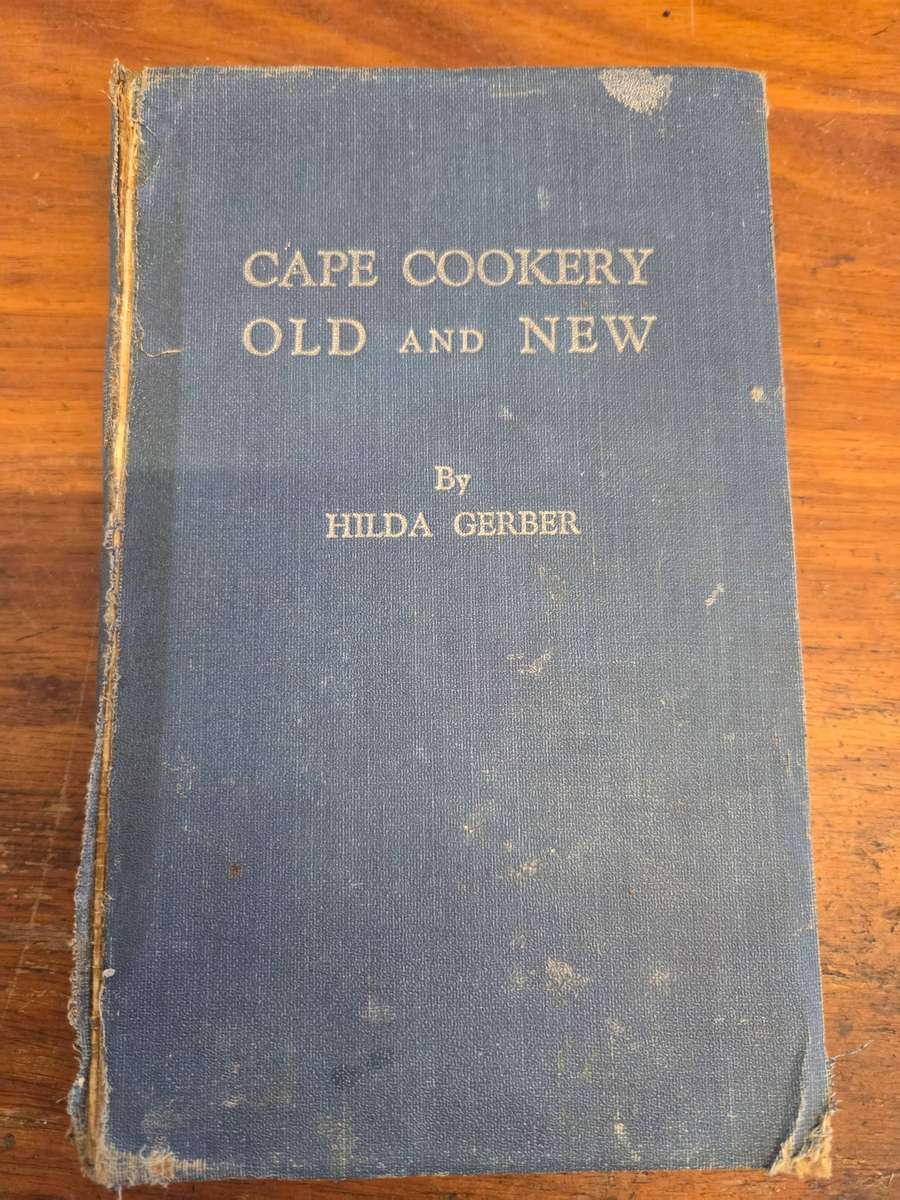 CAPE COOKERY
OLD AND NEW
By
HILDA GERBER